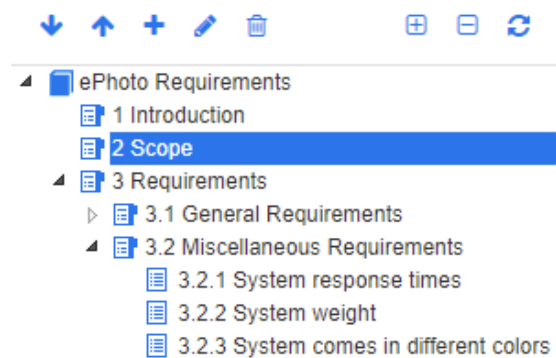 ePhoto Requirements
1 Introduction
2 Scope
3 Requirements
3.1 General Requirements
3.2 Miscellaneous Requirements
3.2.1 System response times
3.2.2 System weight
3.2.3 System comes in different colors